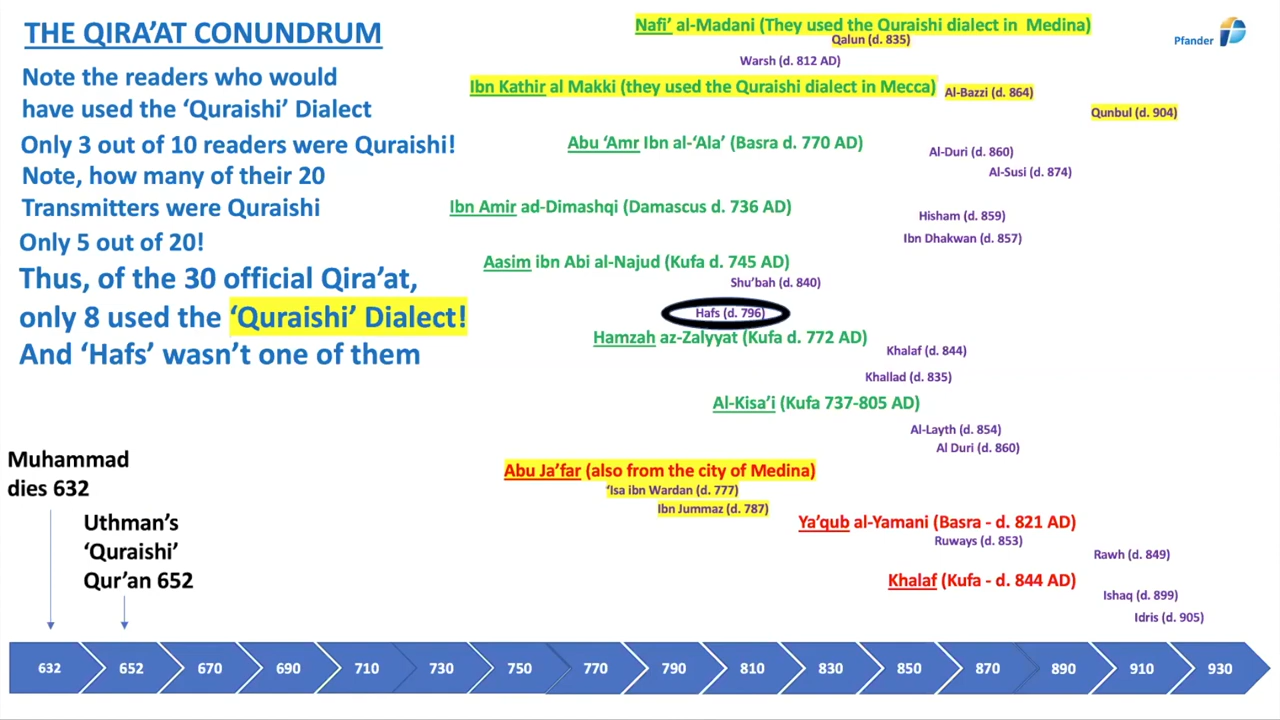 THE QIRA’AT CONUNDRUM
Note the readers who would
have used the ‘Quraishi’ Dialect
Only 3 out of 10 readers were Quraishi!
Note, how many of their 20
Transmitters were Quraishi
Only 5 out of 20!
Thus, of the 30 official Qira’at,
only 8 used the ‘Quraishi’ Dialect!
And ‘Hafs’ wasn’t one of them
Nafi’ al-Madani (They used the Quraishi dialect in Medina)
Qalun (d. 835)
Warsh (d. 812 AD)
Pfander
Ibn Kathir al Makki (they used the Quraishi dialect in Mecca)
Al-Bazzi (d. 864)
Qunbul (d. 904)
Abu ‘Amr Ibn al-‘Ala’ (Basra d. 770 AD)
Al-Duri (d. 860)
Al-Susi (d. 874)
Ibn Amir ad-Dimashqi (Damascus d. 736 AD)
Hisham (d. 859)
Ibn Dhakwan (d. 857)
Aasim ibn Abi al-Najud (Kufa d. 745 AD)
Shu’bah (d. 840)
Hafs (d. 796)
Hamzah az-Zalyyat (Kufa d. 772 AD)
Khalaf (d. 844)
Khallad (d. 835)
Al-Kisa’i (Kufa 737-805 AD)
Al-Layth (d. 854)
Al Duri (d. 860)
Abu Ja’far (also from the city of Medina)
‘Isa ibn Wardan (d. 777)
Ibn Jummaz (d. 787)
Ya’qub al-Yamani (Basra - d. 821 AD)
Ruways (d. 853)
Rawh (d. 849)
Khalaf (Kufa - d. 844 AD)
Ishaq (d. 899)
Idris (d. 905)
Muhammad
dies 632
Uthman’s
‘Quraishi’
Qur’an 652
632 652 670 690 710 730 750 770 790 810 830 850 870 890 910 930